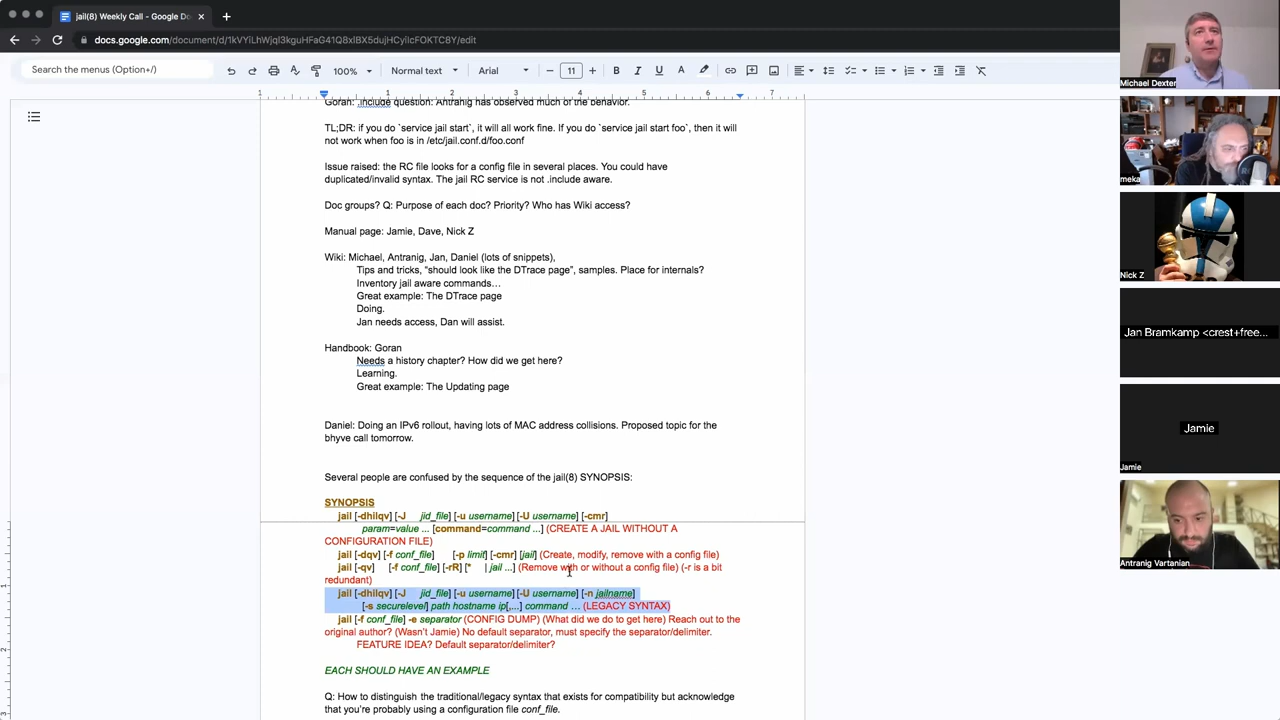 jail(8) Weekly Call - Google Do
docs.google.com/document/d/1kVYiLhWjqI3kguHFaG41Q8xlBX5dujHCyiIcFOKTC8Y/edit
Search the menus (Option+/)
100%
Normal text
Arial
11
B I U A
1 1 2 3 4 5 6 7
Goran: .include question: Antranig has observed much of the behavior.
TL;DR: if you do `service jail start`, it will all work fine. If you do `service jail start foo`, then it will
not work when foo is in /etc/jail.conf.d/foo.conf
Issue raised: the RC file looks for a config file in several places. You could have
duplicated/invalid syntax. The jail RC service is not .include aware.
Doc groups? Q: Purpose of each doc? Priority? Who has Wiki access?
Manual page: Jamie, Dave, Nick Z
Wiki: Michael, Antranig, Jan, Daniel (lots of snippets),
Tips and tricks, “should look like the DTrace page”, samples. Place for internals?
Inventory jail aware commands…
Great example: The DTrace page
Doing.
Jan needs access, Dan will assist.
Handbook: Goran
Needs a history chapter? How did we get here?
Learning.
Great example: The Updating page
Daniel: Doing an IPv6 rollout, having lots of MAC address collisions. Proposed topic for the
bhyve call tomorrow.
Several people are confused by the sequence of the jail(8) SYNOPSIS:
SYNOPSIS
jail [-dhilqv] [-J jid_file] [-u username] [-U username] [-cmr]
param=value ... [command=command ...] (CREATE A JAIL WITHOUT A
CONFIGURATION FILE)
jail [-dqv] [-f conf_file] [-p limit] [-cmr] [jail] (Create, modify, remove with a config file)
jail [-qv] [-f conf_file] [-rR] [* | jail ...] (Remove with or without a config file) (-r is a bit
redundant)
jail [-dhilqv] [-J jid_file] [-u username] [-U username] [-n jailname]
[-s securelevel] path hostname ip[,...] command … (LEGACY SYNTAX)
jail [-f conf_file] -e separator (CONFIG DUMP) (What did we do to get here) Reach out to the
original author? (Wasn’t Jamie) No default separator, must specify the separator/delimiter.
FEATURE IDEA? Default separator/delimiter?
EACH SHOULD HAVE AN EXAMPLE
Q: How to distinguish the traditional/legacy syntax that exists for compatibility but acknowledge
that you’re probably using a configuration file conf_file.
1
2
3
Michael Dexter
meka
Nick Z
Jan Bramkamp <crest+free...
Jamie
Jamie
Antranig Vartanian